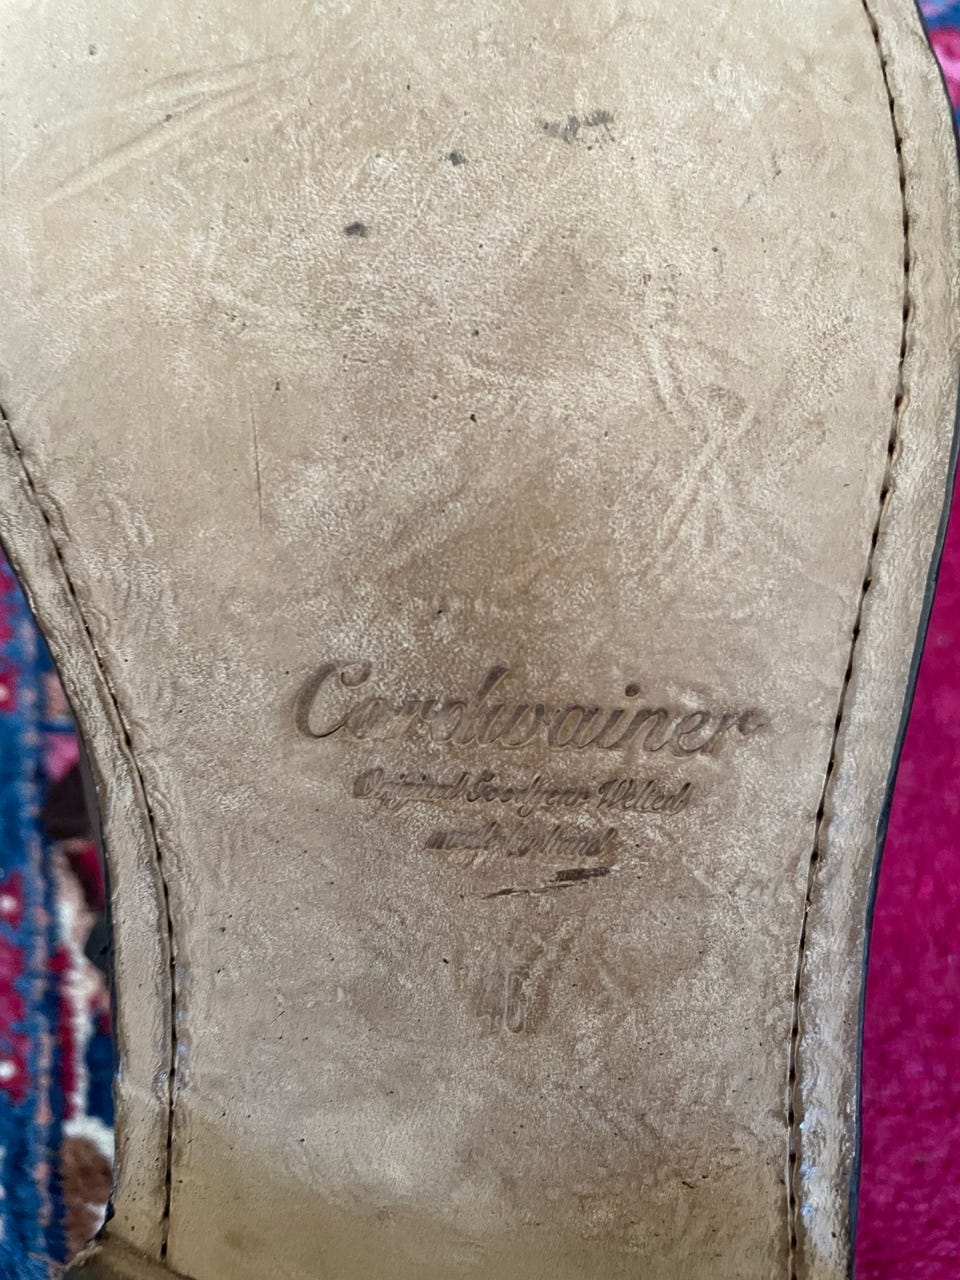 Cordwainer
Original Goodyear Welted
made by hand
46